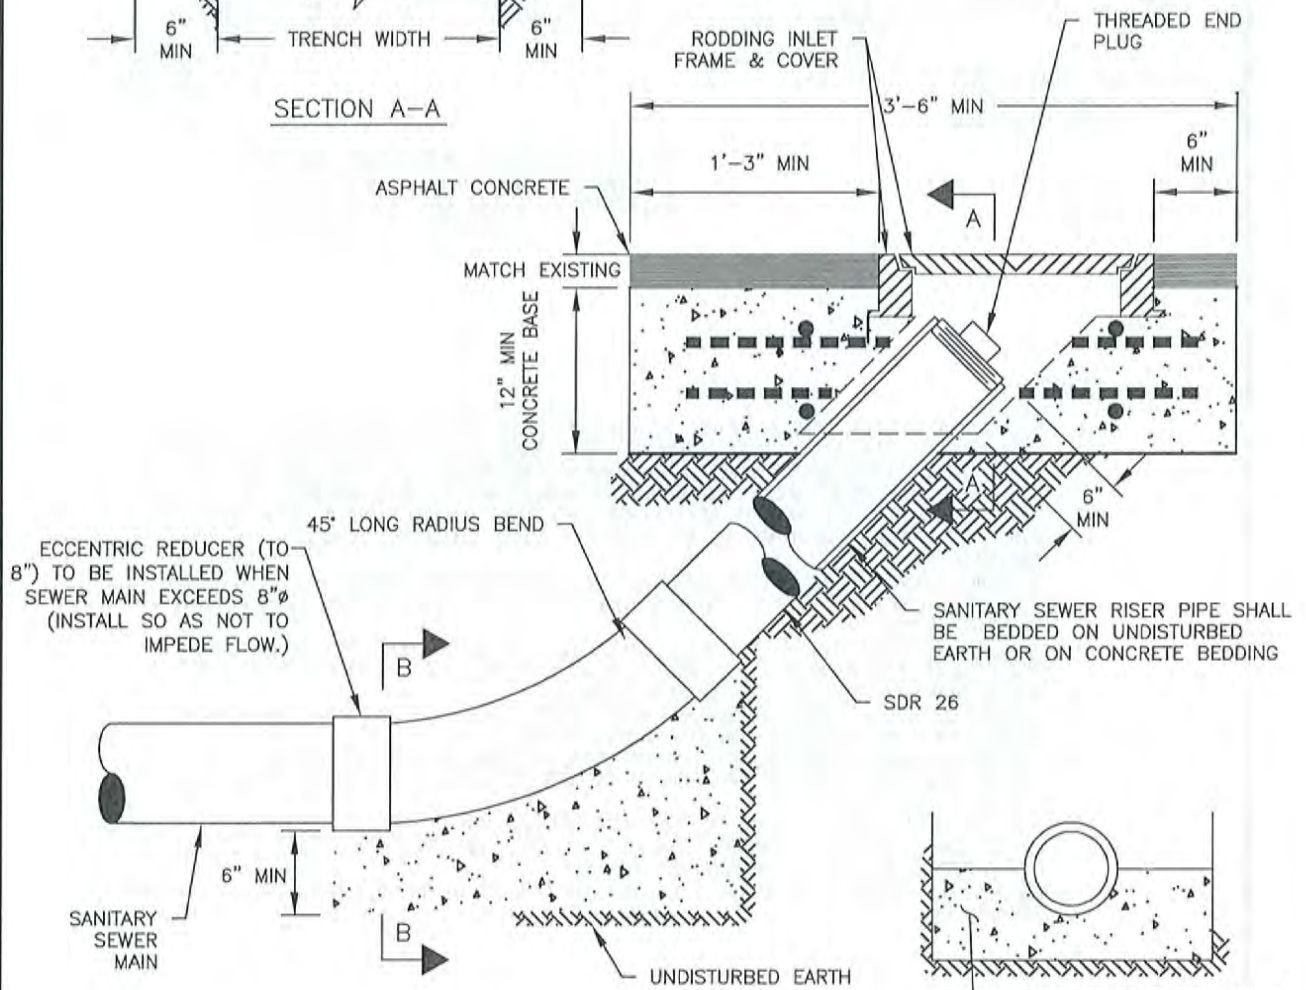 6"
MIN
TRENCH WIDTH
6"
MIN
SECTION A-A
RODDING INLET
FRAME & COVER
THREADED END
PLUG
3'-6" MIN
1'-3" MIN
6"
MIN
ASPHALT CONCRETE
A
MATCH EXISTING
12" MIN
CONCRETE BASE
A
6"
MIN
45° LONG RADIUS BEND
ECCENTRIC REDUCER (TO
8") TO BE INSTALLED WHEN
SEWER MAIN EXCEEDS 8"ø
(INSTALL SO AS NOT TO
IMPEDE FLOW.)
SANITARY SEWER RISER PIPE SHALL
BE BEDDED ON UNDISTURBED
EARTH OR ON CONCRETE BEDDING
B
SDR 26
6" MIN
SANITARY
SEWER
MAIN
B
UNDISTURBED EARTH